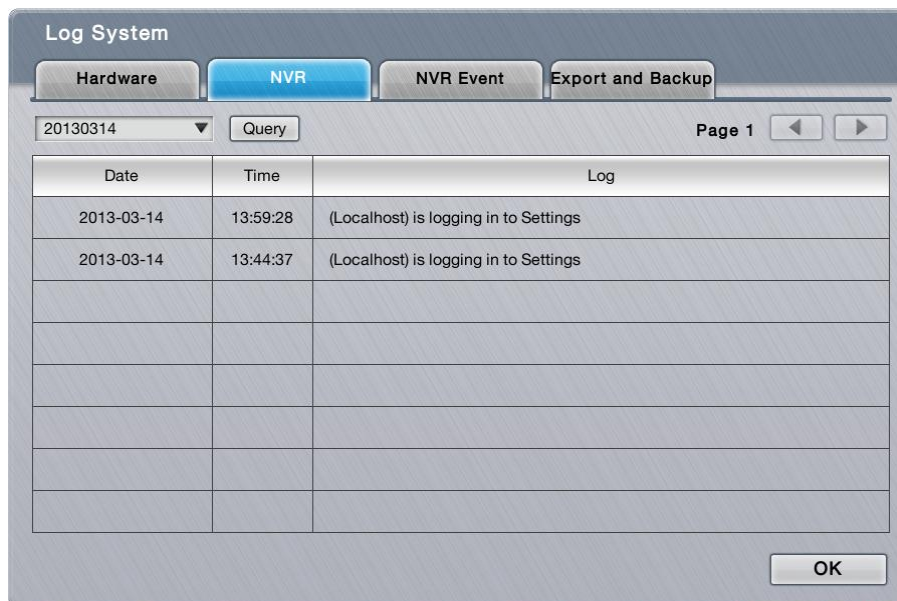 Log System
Hardware NVR NVR Event Export and Backup
20130314 Query Page 1
Date Time Log
2013-03-14 13:59:28 (Localhost) is logging in to Settings
2013-03-14 13:44:37 (Localhost) is logging in to Settings
OK